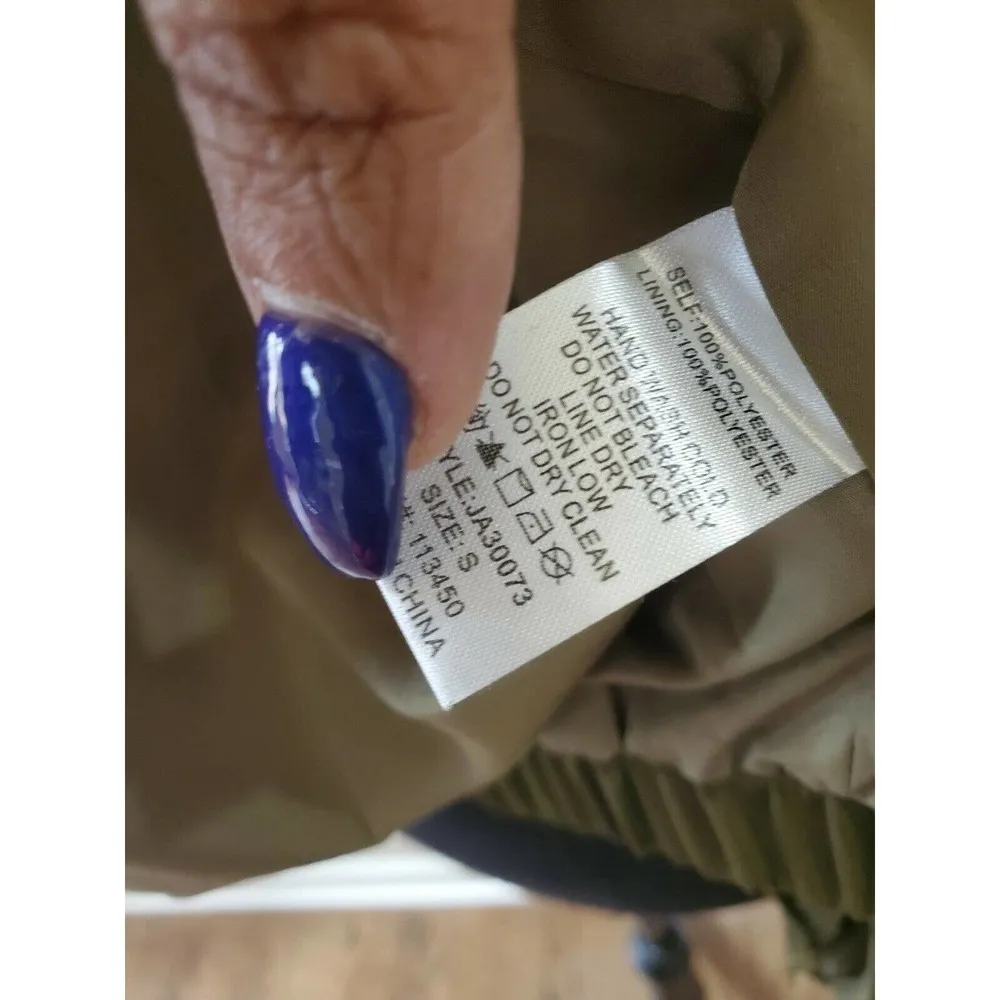 SELF:100%POLYESTER
LINING:100%POLYESTER
HAND WASH COLD
WATER SEPARATELY
DO NOT BLEACH
LINE DRY
IRON LOW
DO NOT DRY CLEAN
YLE:JA30073
SIZE: S
#: 113450
CHINA